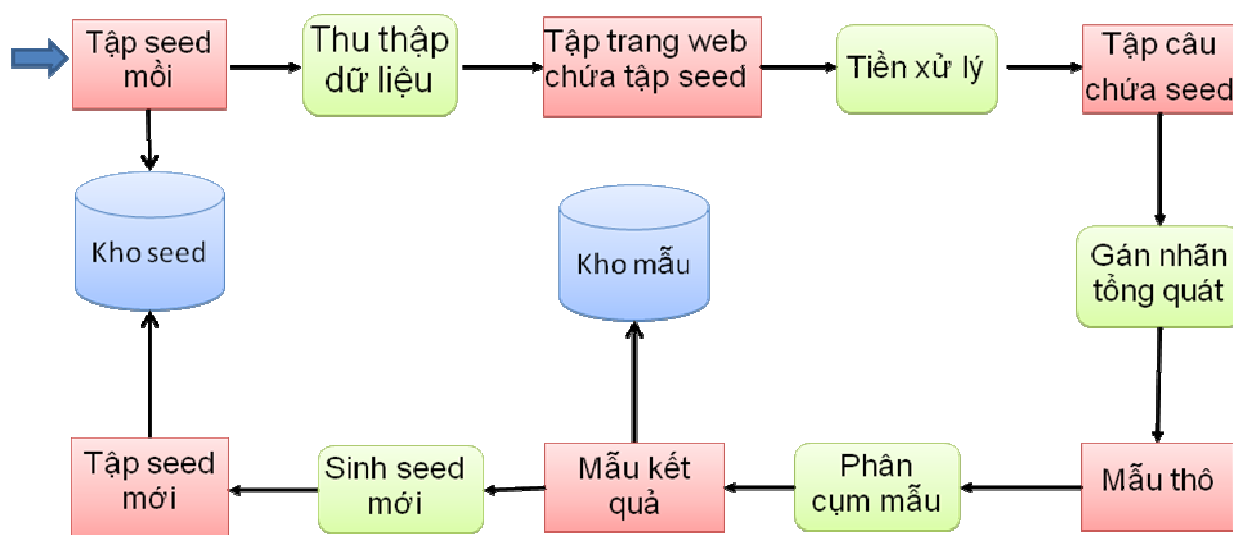 Tập seed
mồi
Thu thập
dữ liệu
Tập trang web
chứa tập seed
Tiền xử lý
Tập câu
chứa seed
Kho seed
Kho mẫu
Gán nhãn
tổng quát
Tập seed
mới
Sinh seed
mới
Mẫu kết
quả
Phân
cụm mẫu
Mẫu thô